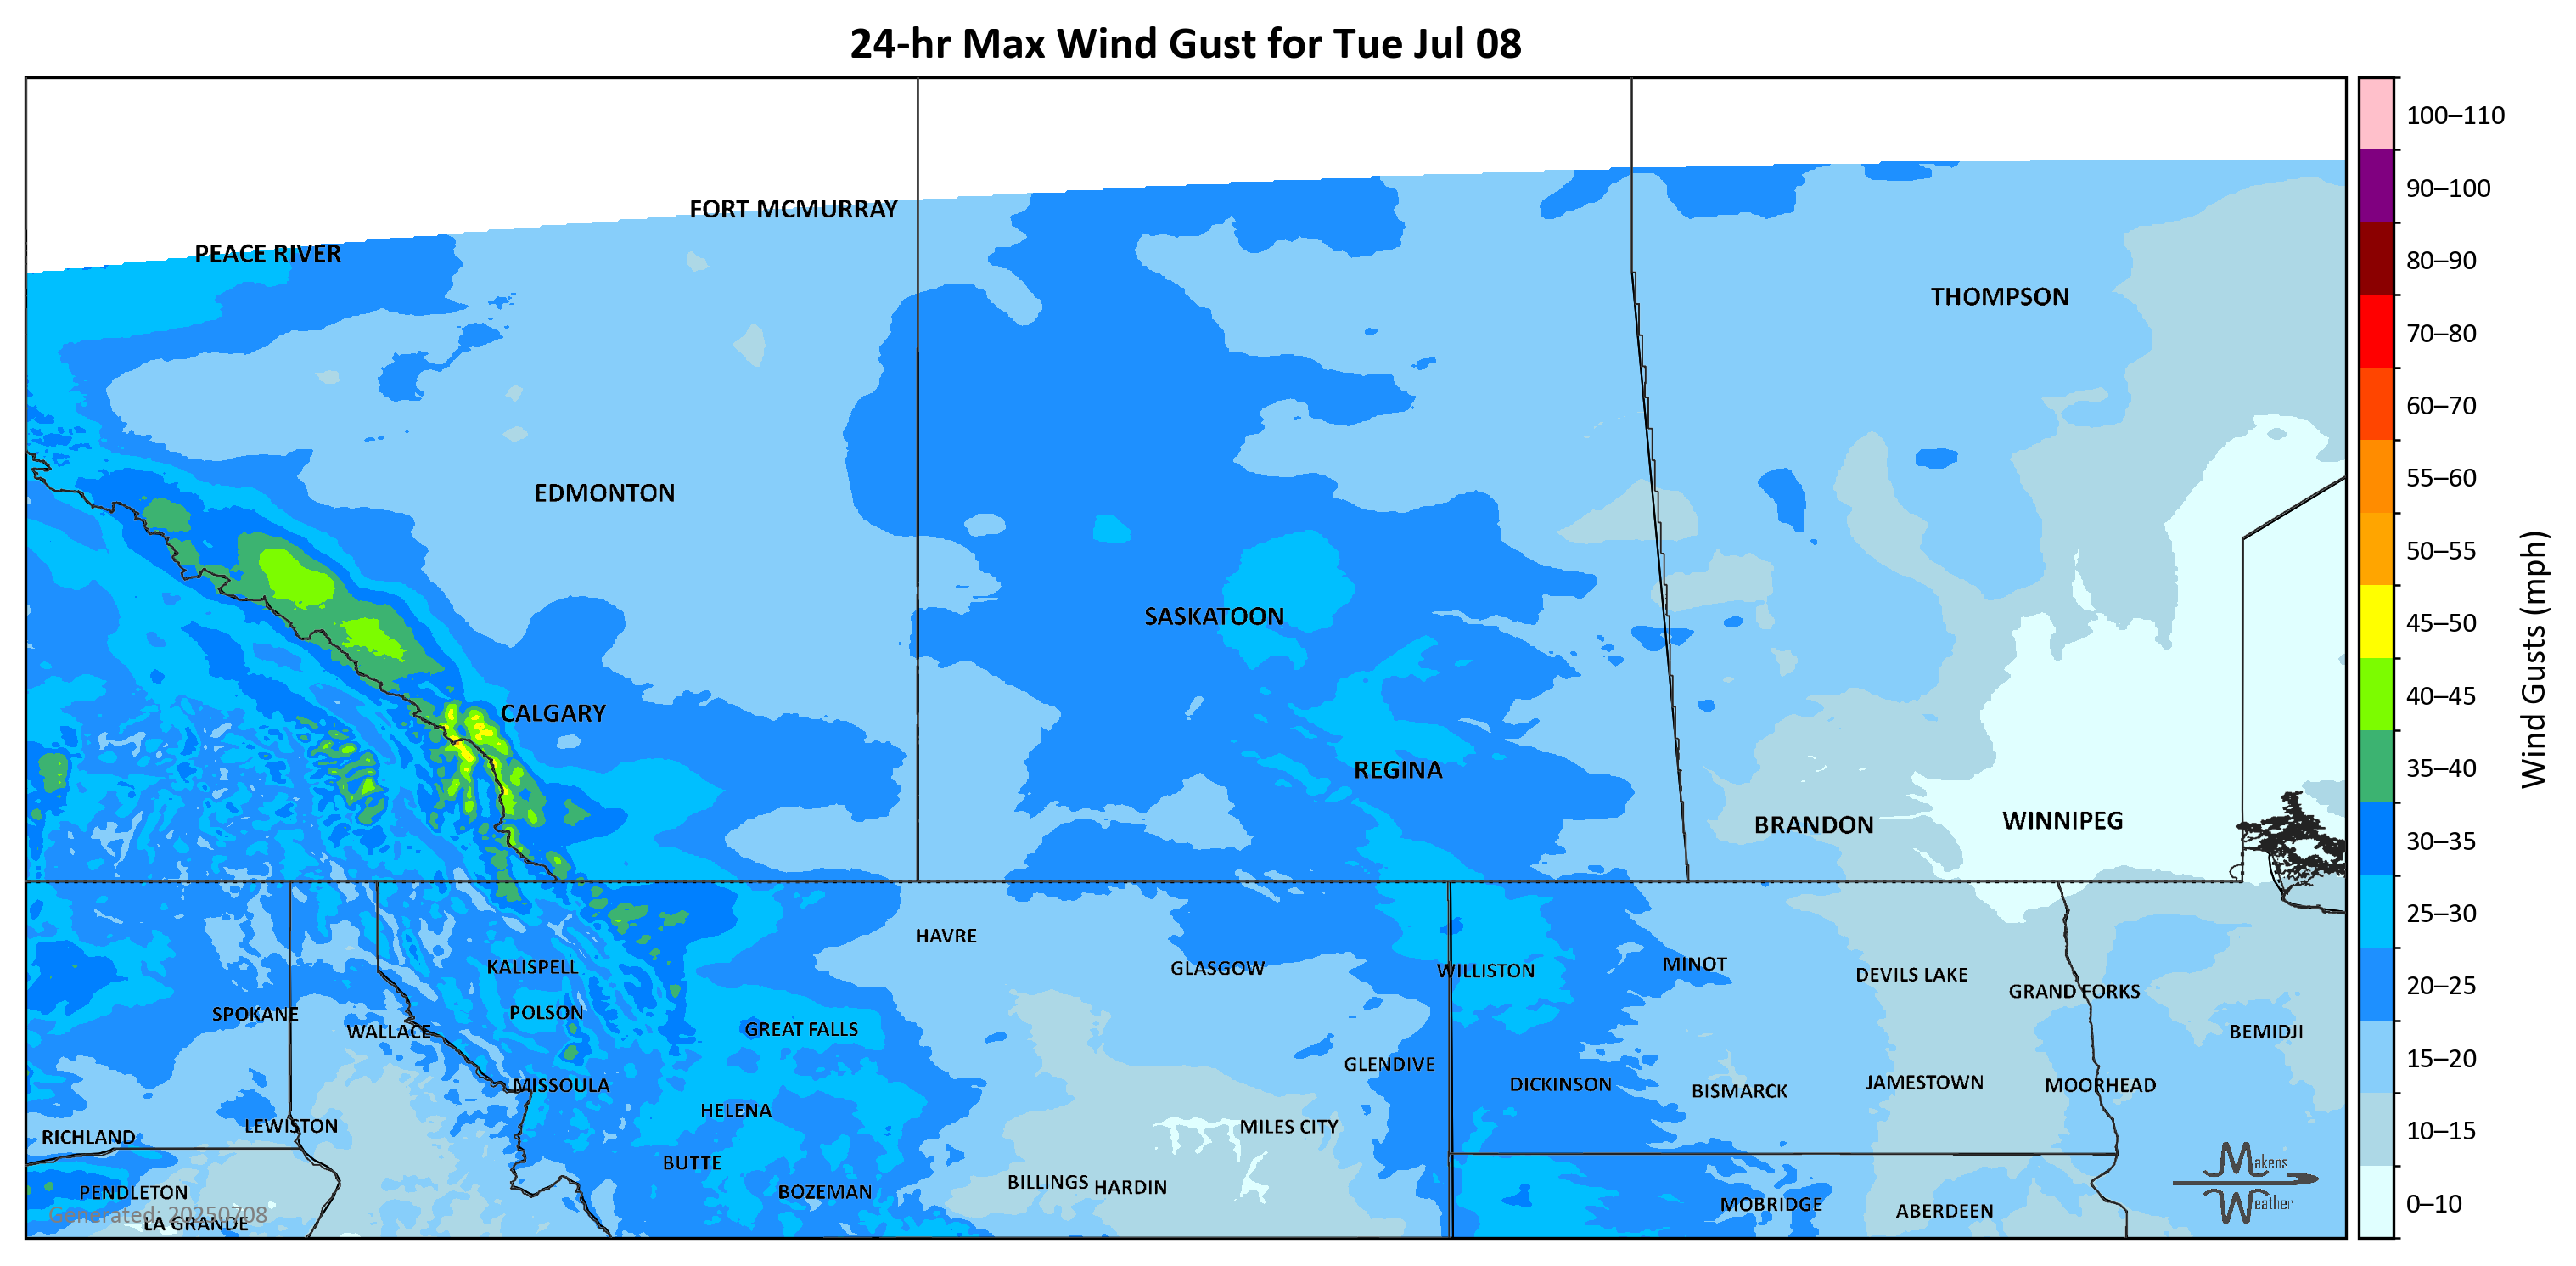 24-hr Max Wind Gust for Tue Jul 08
100–110
FORT MCMURRAY
90–100
PEACE RIVER
80–90
THOMPSON
70–80
60–70
55–60
EDMONTON
50–55
SASKATOON
45–50
Wind Gusts (mph)
40–45
CALGARY
35–40
REGINA
WINNIPEG
BRANDON
30–35
25–30
HAVRE
MINOT
KALISPELL
GLASGOW
WILLISTON
DEVILS LAKE
20–25
GRAND FORKS
SPOKANE
POLSON
GREAT FALLS
WALLACE
BEMIDJI
15–20
GLENDIVE
MISSOULA
DICKINSON
BISMARCK
JAMESTOWN
MOORHEAD
HELENA
LEWISTON
MILES CITY
10–15
RICHLAND
BUTTE
Makens
BILLINGS
HARDIN
PENDLETON
BOZEMAN
MOBRIDGE
ABERDEEN
Weather
0–10
Generated: 20250708
LA GRANDE